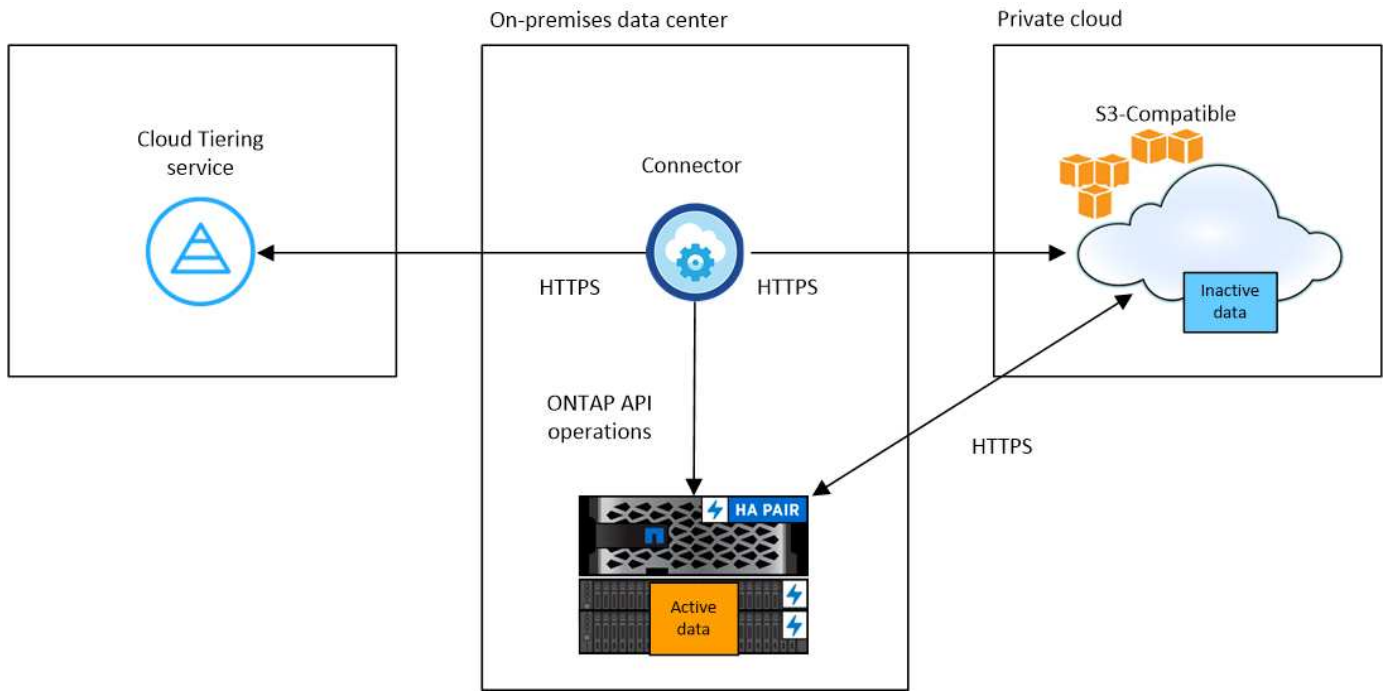 On-premises data center
Private cloud
Cloud Tiering
service
Connector
S3-Compatible
HTTPS
HTTPS
Inactive
data
ONTAP API
operations
HTTPS
HA PAIR
Active
data